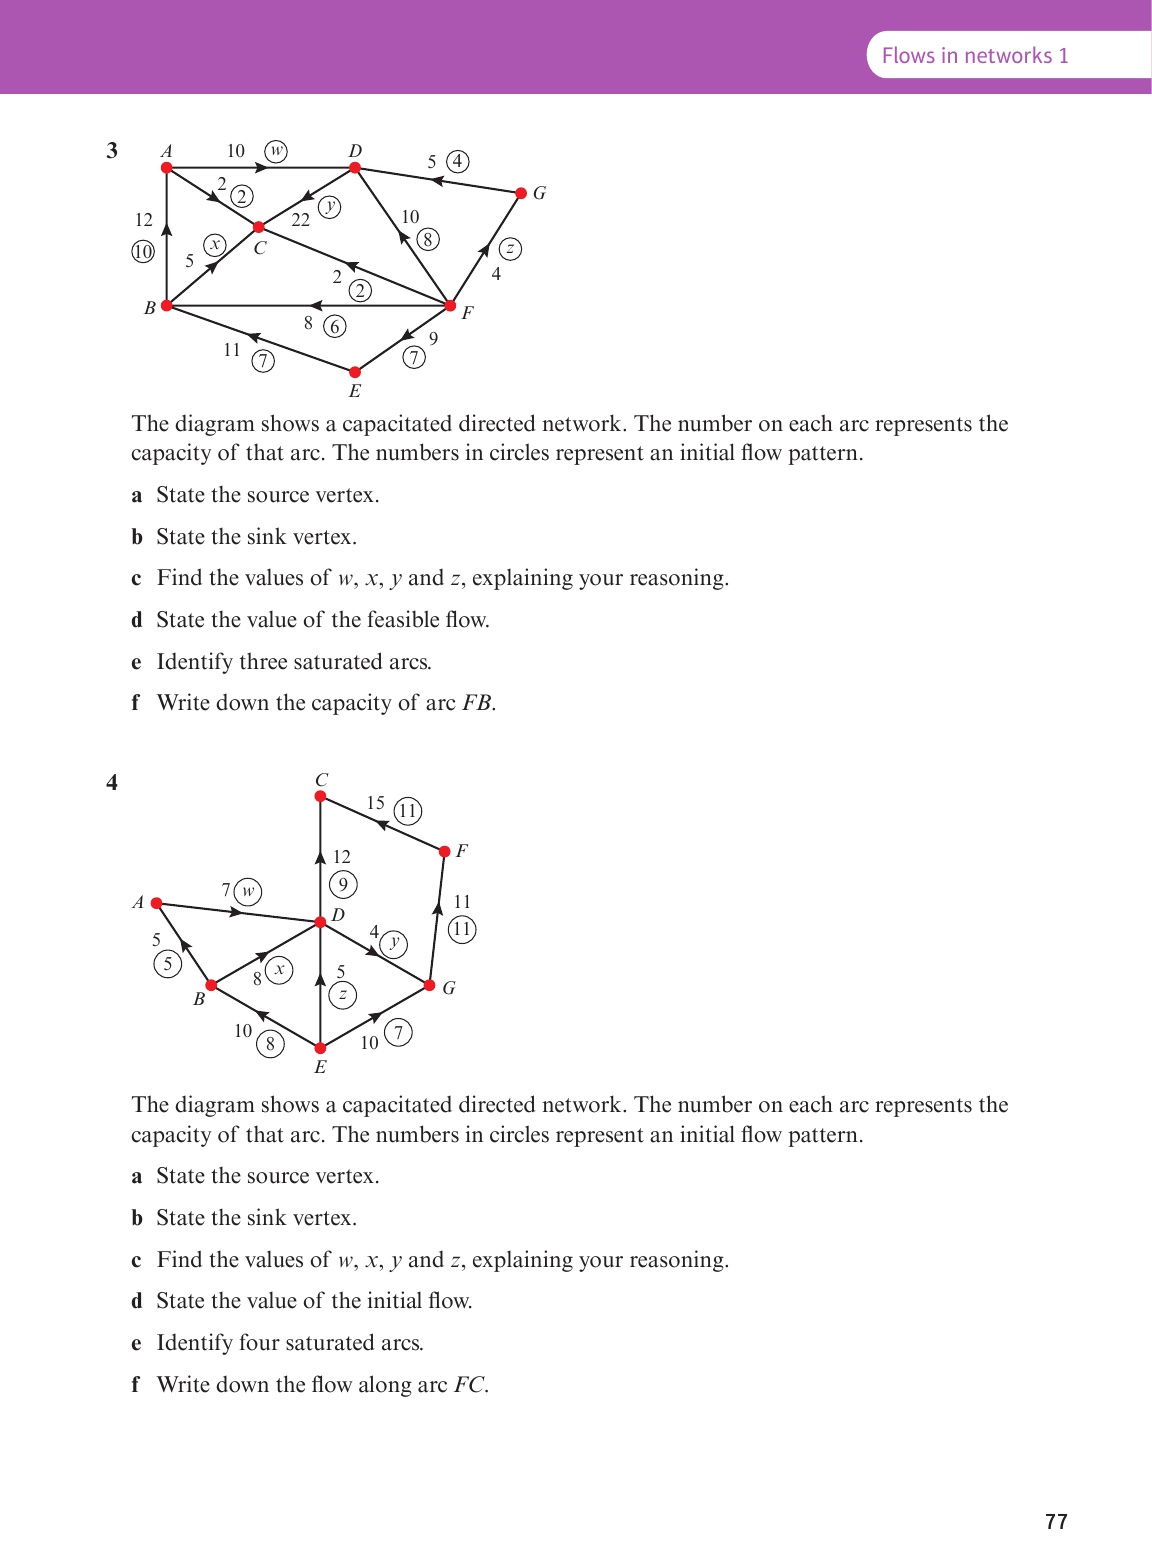 Flows in networks 1
3
A 10 w D
5 4
G
2 2
12
10
y
22
10
8
5 x
C
z
4
2
2
B
F
8 6
9
7
11 7
E
The diagram shows a capacitated directed network. The number on each arc represents the
capacity of that arc. The numbers in circles represent an initial flow pattern.
a State the source vertex.
b State the sink vertex.
c Find the values of w, x, y and z, explaining your reasoning.
d State the value of the feasible flow.
e Identify three saturated arcs.
f Write down the capacity of arc FB.
4
C
15 11
F
12
9
A
7 w
11
11
D
4 y
5
5
8 x
5
z
G
B
10 8
10 7
E
The diagram shows a capacitated directed network. The number on each arc represents the
capacity of that arc. The numbers in circles represent an initial flow pattern.
a State the source vertex.
b State the sink vertex.
c Find the values of w, x, y and z, explaining your reasoning.
d State the value of the initial flow.
e Identify four saturated arcs.
f Write down the flow along arc FC.
77